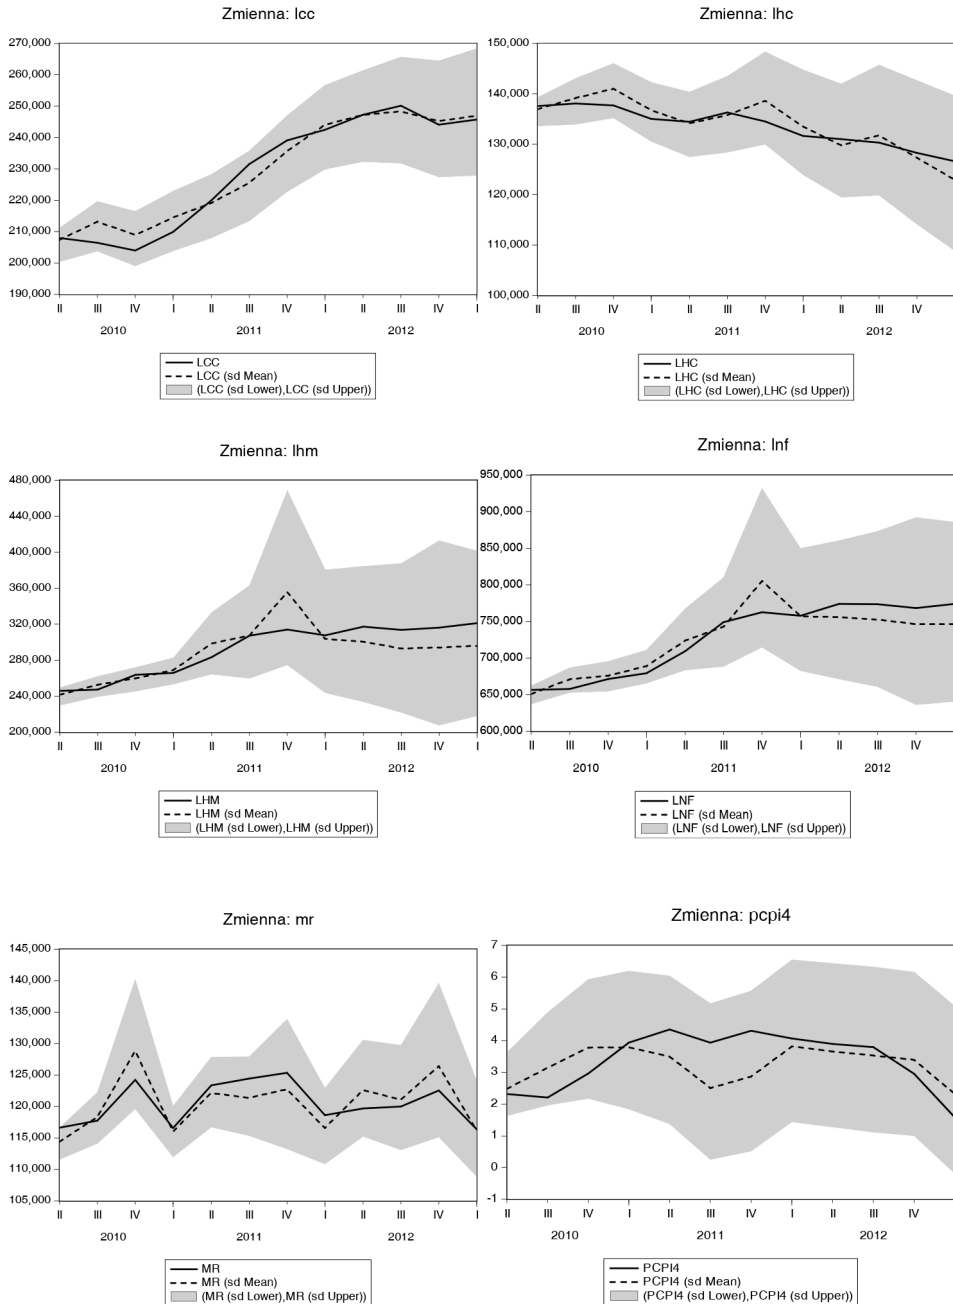 Zmienna: lcc
270,000
260,000
250,000
240,000
230,000
220,000
210,000
200,000
190,000
II III IV I II III IV I II III IV I
2010 2011 2012
LCC
LCC (sd Mean)
(LCC (sd Lower),LCC (sd Upper))
Zmienna: lhc
150,000
140,000
130,000
120,000
110,000
100,000
II III IV I II III IV I II III IV
2010 2011 2012
LHC
LHC (sd Mean)
(LHC (sd Lower),LHC (sd Upper))
Zmienna: lhm
480,000
440,000
400,000
360,000
320,000
280,000
240,000
200,000
II III IV I II III IV I II III IV I
2010 2011 2012
LHM
LHM (sd Mean)
(LHM (sd Lower),LHM (sd Upper))
Zmienna: lnf
950,000
900,000
850,000
800,000
750,000
700,000
650,000
600,000
II III IV I II III IV I II III IV
2010 2011 2012
LNF
LNF (sd Mean)
(LNF (sd Lower),LNF (sd Upper))
Zmienna: mr
145,000
140,000
135,000
130,000
125,000
120,000
115,000
110,000
105,000
II III IV I II III IV I II III IV I
2010 2011 2012
MR
MR (sd Mean)
(MR (sd Lower),MR (sd Upper))
Zmienna: pcpi4
7
6
5
4
3
2
1
0
-1
II III IV I II III IV I II III IV
2010 2011 2012
PCPI4
PCPI4 (sd Mean)
(PCPI4 (sd Lower),PCPI4 (sd Upper))